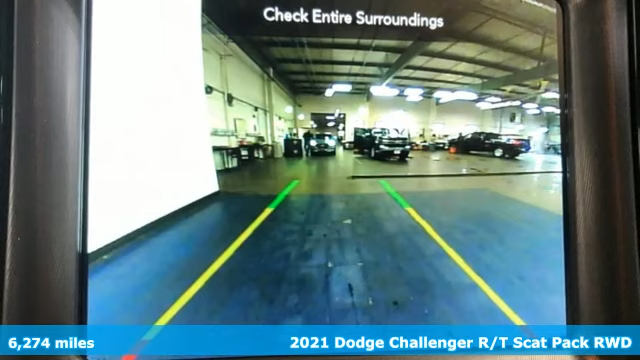 Check Entire Surroundings
6,274 miles
2021 Dodge Challenger R/T Scat Pack RWD